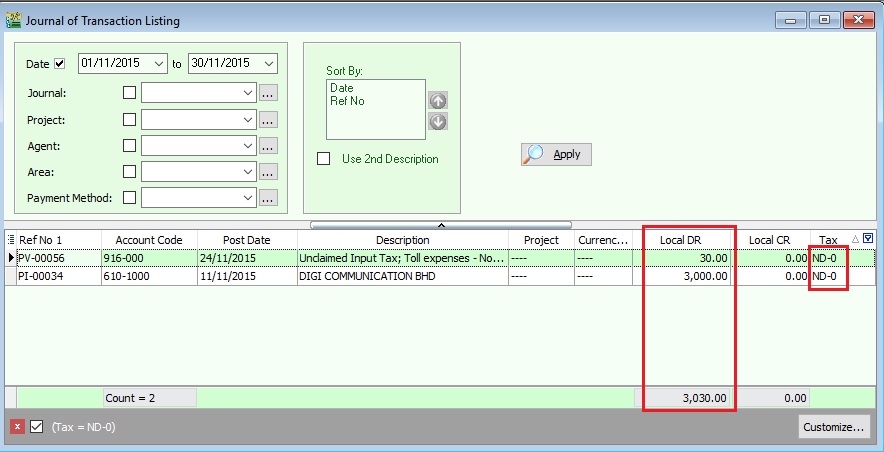 Journal of Transaction Listing
Date 01/11/2015 to 30/11/2015
Journal: ...
Project: ...
Agent: ...
Area: ...
Payment Method: ...
Sort By:
Date
Ref No
Use 2nd Description
Apply
Ref No 1 Account Code Post Date Description Project Currenc... Local DR Local CR Tax
PV-00056 916-000 24/11/2015 Unclaimed Input Tax; Toll expenses - No... ---- ---- 30.00 0.00 ND-0
PI-00034 610-1000 11/11/2015 DIGI COMMUNICATION BHD ---- ---- 3,000.00 0.00 ND-0
Count = 2 3,030.00 0.00
(Tax = ND-0) Customize...